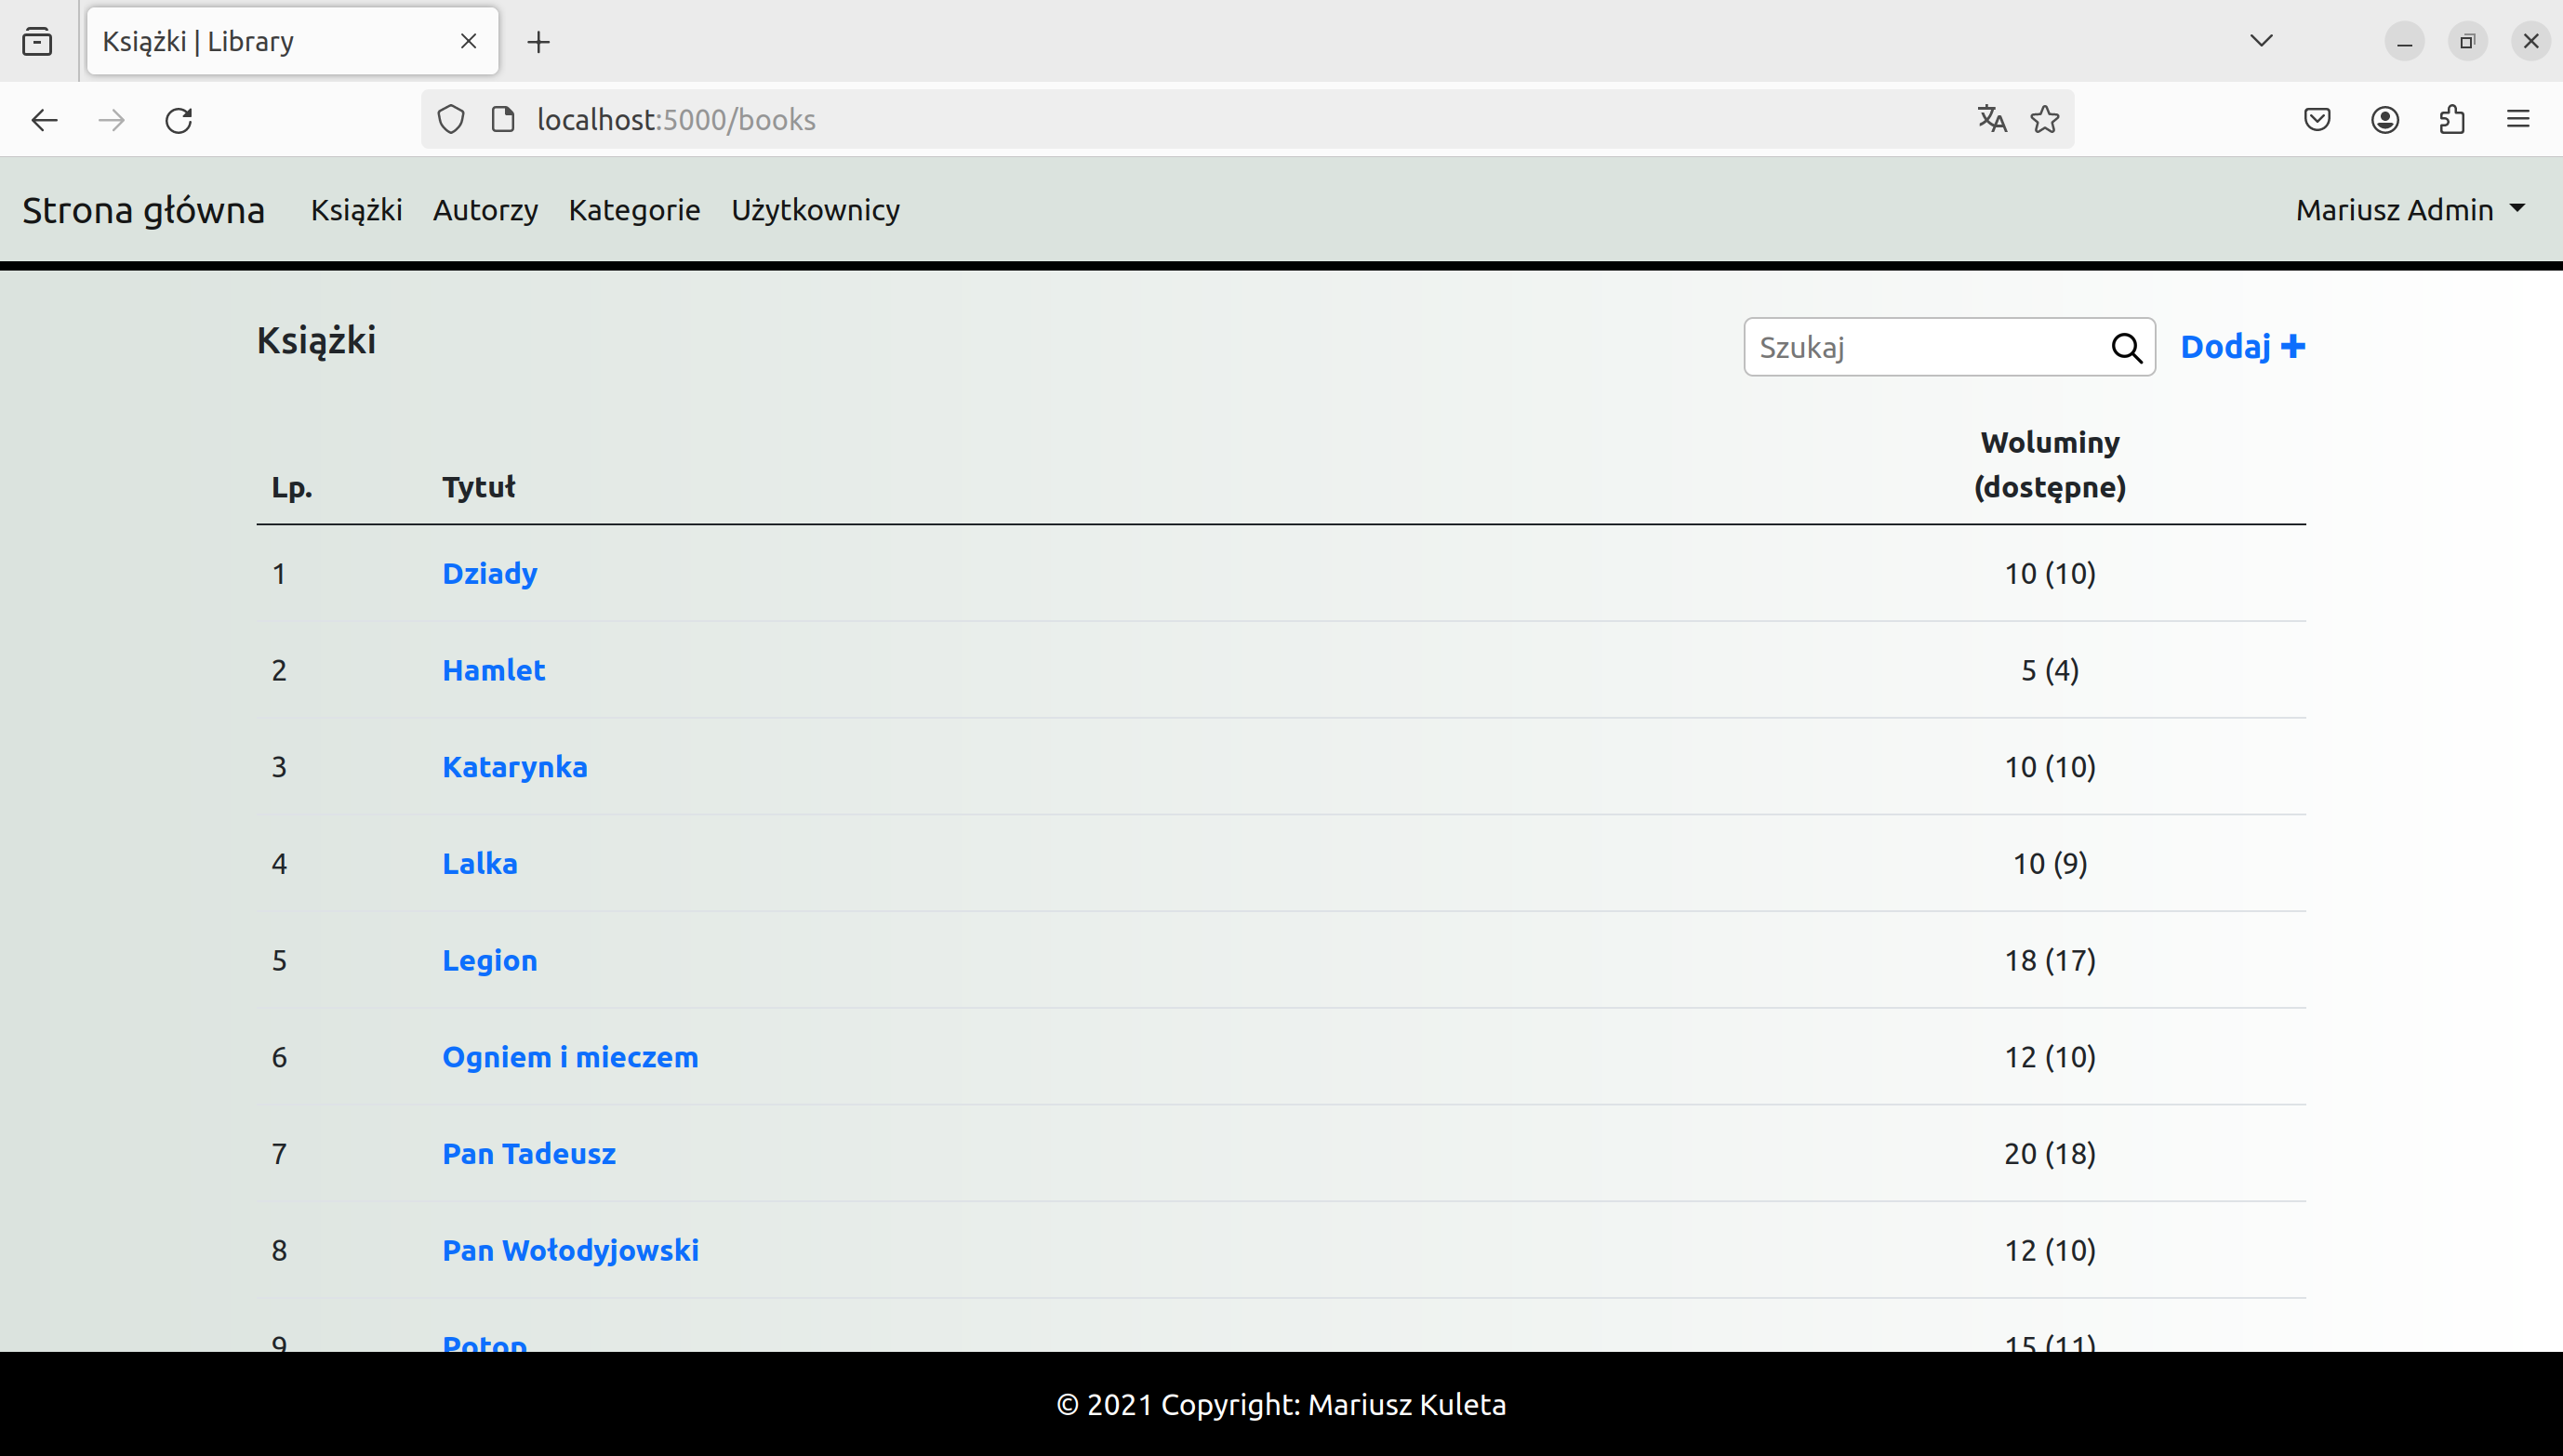 Książki | Library
localhost:5000/books
Strona główna Książki Autorzy Kategorie Użytkownicy Mariusz Admin
Książki Szukaj Dodaj
Woluminy
Lp. Tytuł (dostępne)
1 Dziady 10 (10)
2 Hamlet 5 (4)
3 Katarynka 10 (10)
4 Lalka 10 (9)
5 Legion 18 (17)
6 Ogniem i mieczem 12 (10)
7 Pan Tadeusz 20 (18)
8 Pan Wołodyjowski 12 (10)
9 Potop 15 (11)
© 2021 Copyright: Mariusz Kuleta